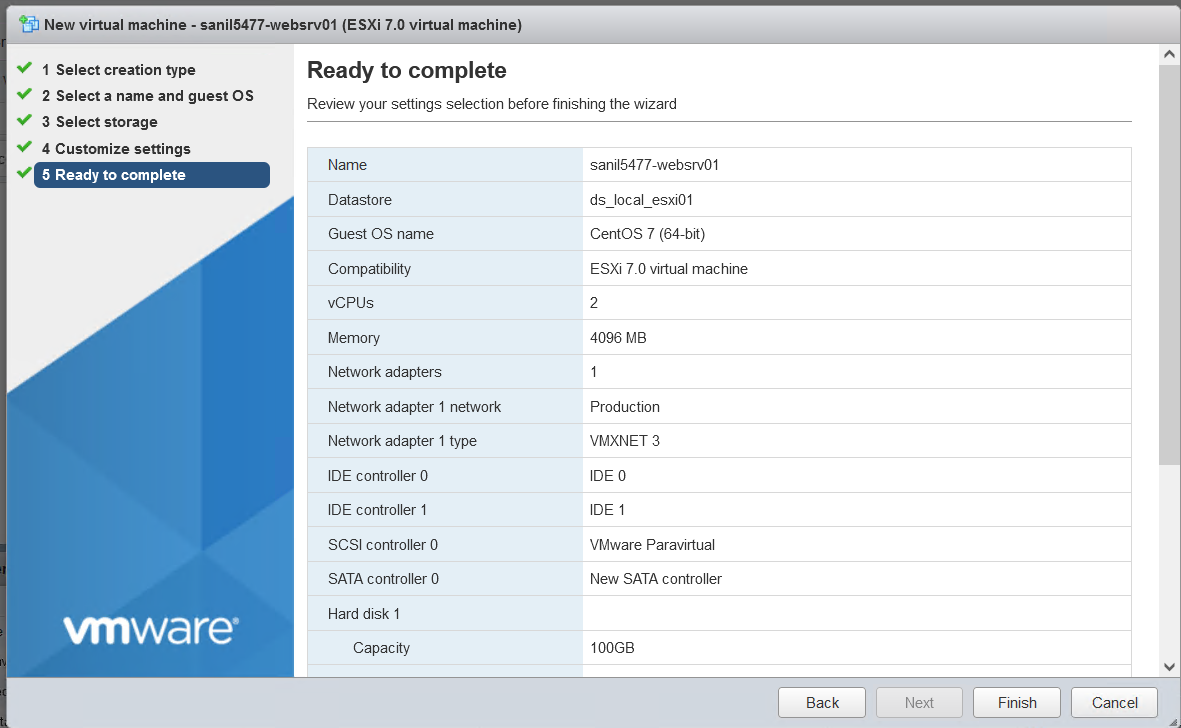 New virtual machine - sanil5477-websrv01 (ESXi 7.0 virtual machine)
1 Select creation type
2 Select a name and guest OS
3 Select storage
4 Customize settings
5 Ready to complete
vmware®
Ready to complete
Review your settings selection before finishing the wizard
Name sanil5477-websrv01
Datastore ds_local_esxi01
Guest OS name CentOS 7 (64-bit)
Compatibility ESXi 7.0 virtual machine
vCPUs 2
Memory 4096 MB
Network adapters 1
Network adapter 1 network Production
Network adapter 1 type VMXNET 3
IDE controller 0 IDE 0
IDE controller 1 IDE 1
SCSI controller 0 VMware Paravirtual
SATA controller 0 New SATA controller
Hard disk 1
Capacity 100GB
Back Next Finish Cancel